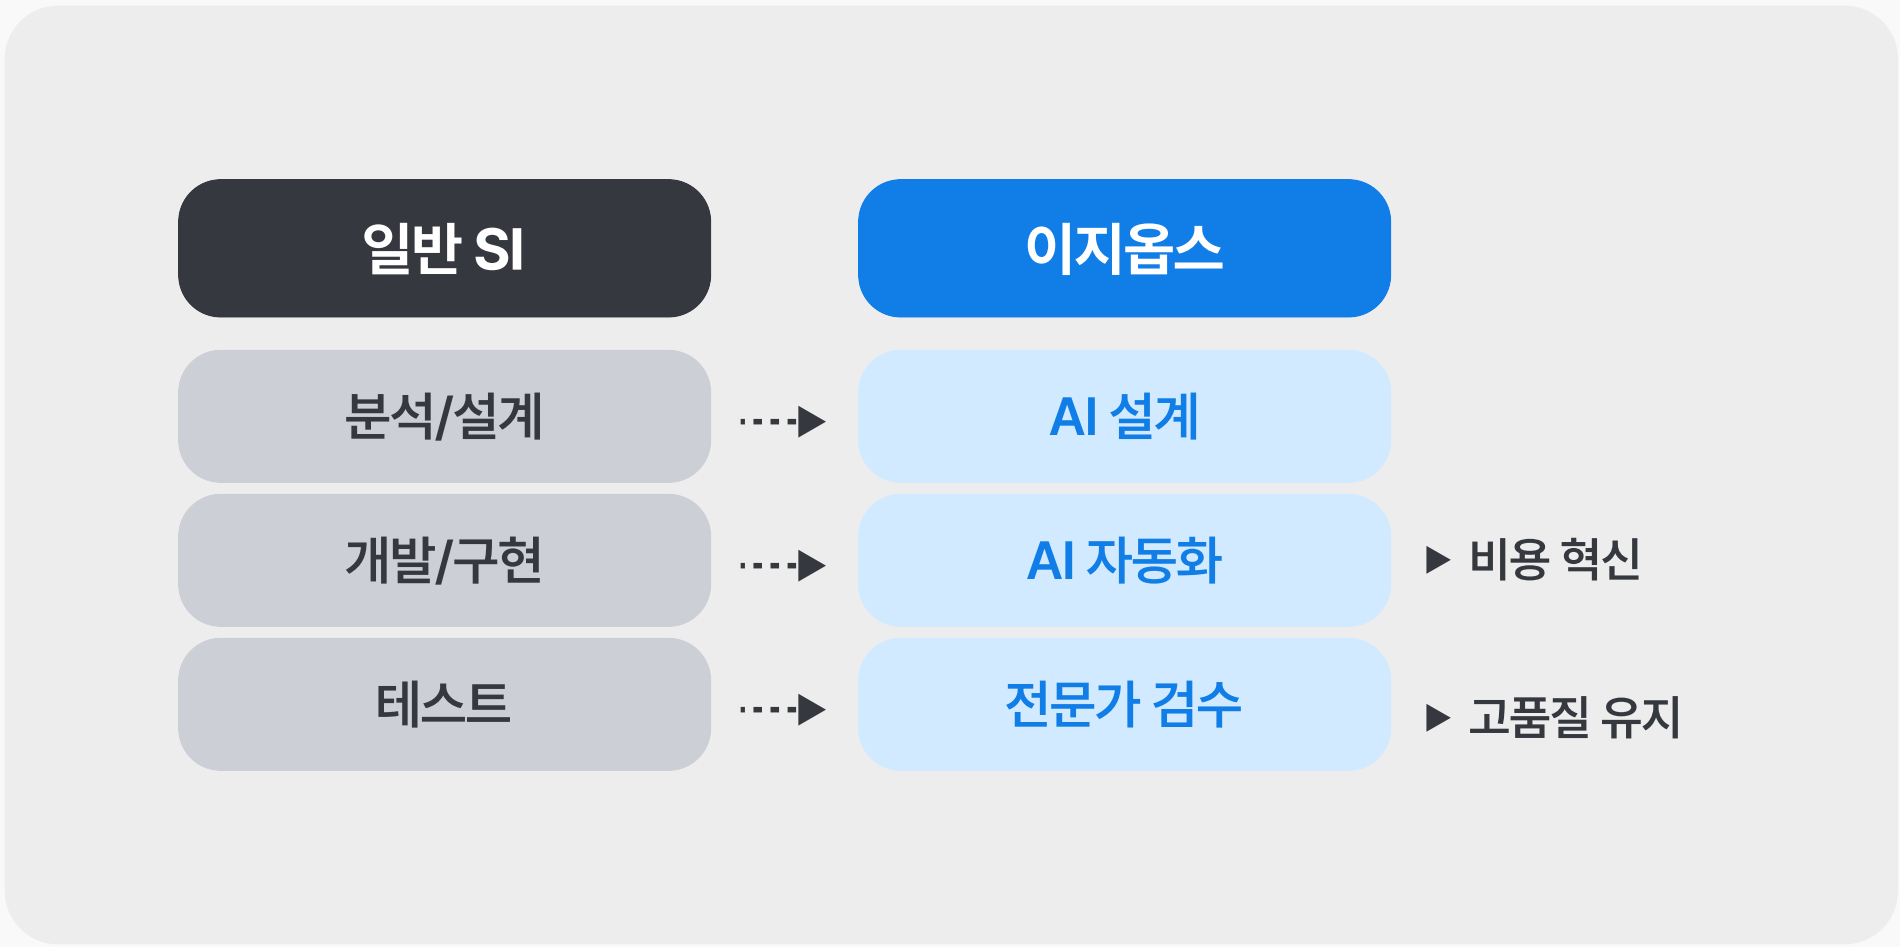 일반 SI
이지옵스
분석/설계
AI 설계
개발/구현
AI 자동화
비용 혁신
테스트
전문가 검수
고품질 유지